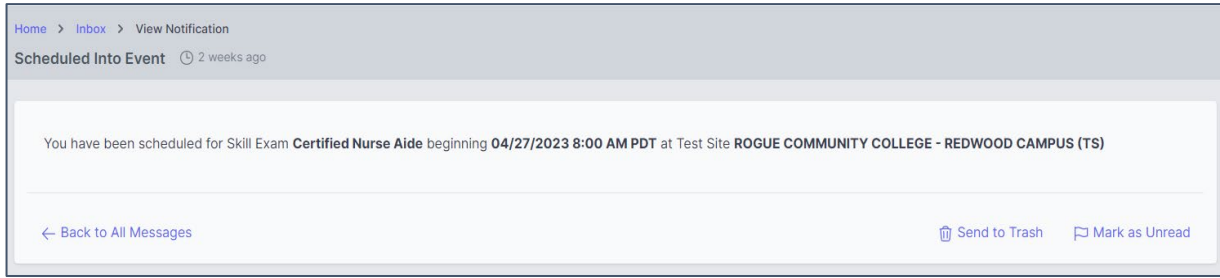 Home > Inbox > View Notification
Scheduled Into Event 2 weeks ago
You have been scheduled for Skill Exam Certified Nurse Aide beginning 04/27/2023 8:00 AM PDT at Test Site ROGUE COMMUNITY COLLEGE - REDWOOD CAMPUS (TS)
← Back to All Messages Send to Trash Mark as Unread